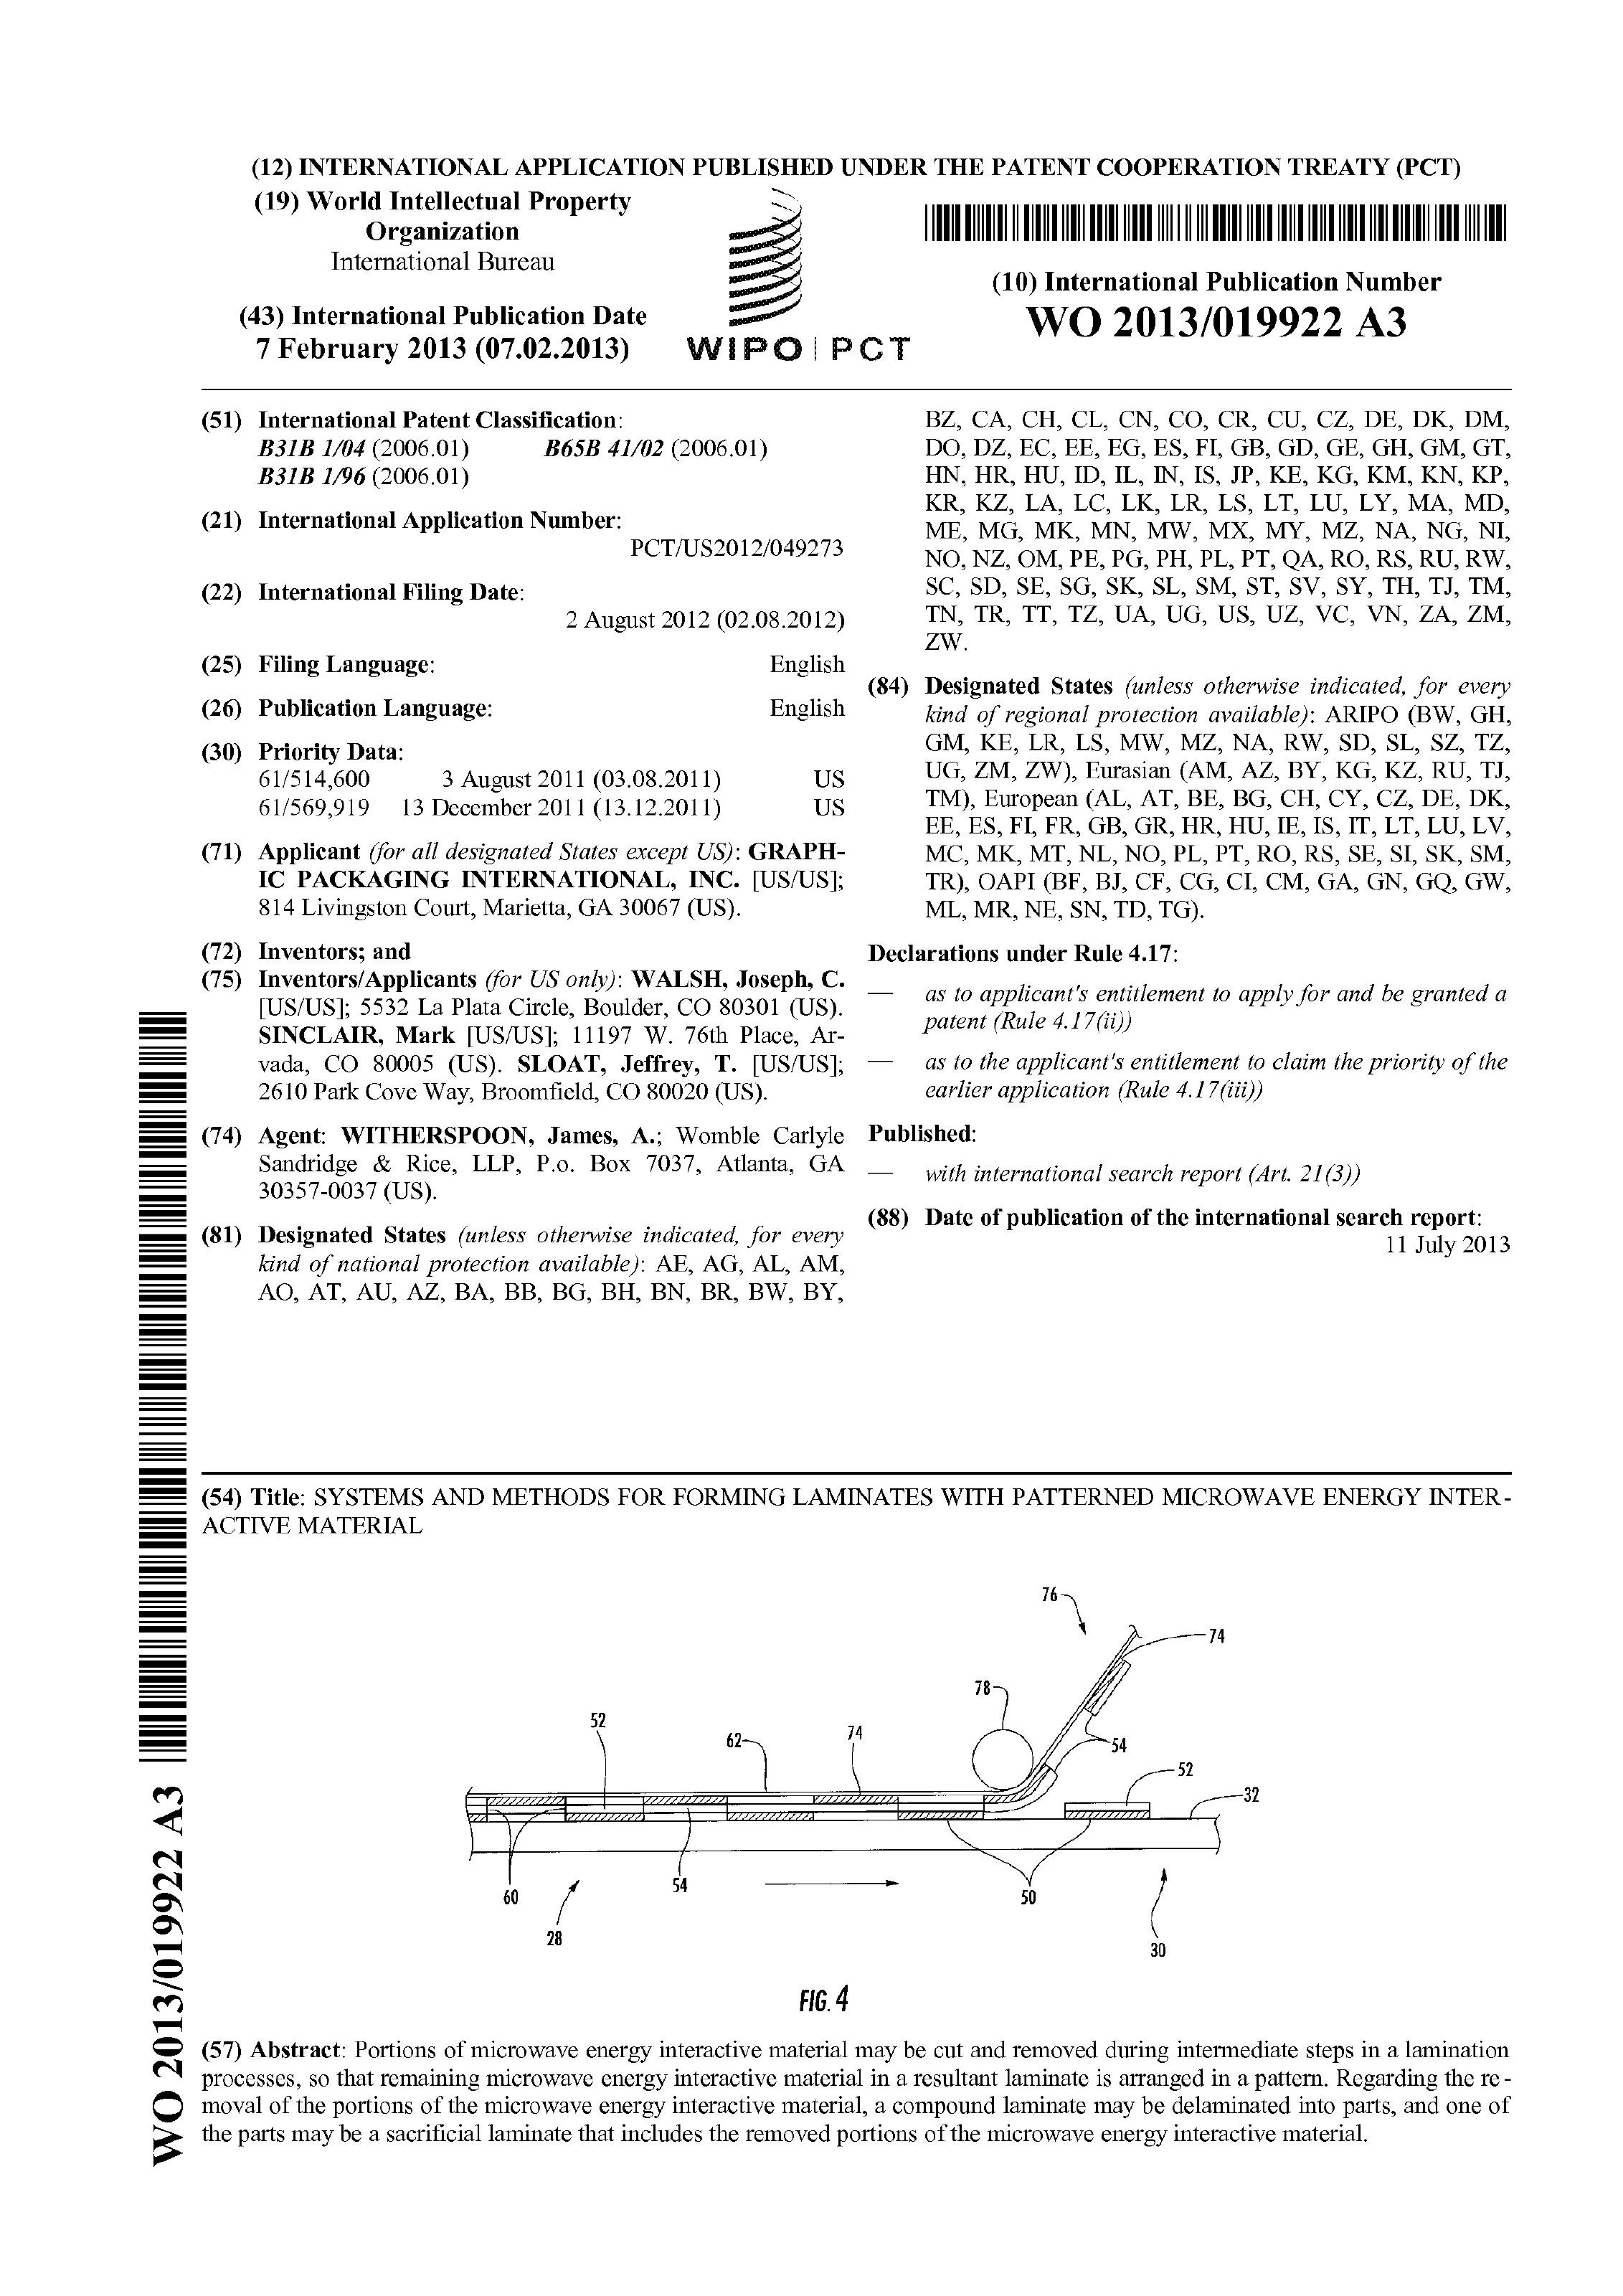 (12) INTERNATIONAL APPLICATION PUBLISHED UNDER THE PATENT COOPERATION TREATY (PCT)
(19) World Intellectual Property
Organization
International Bureau
(43) International Publication Date
7 February 2013 (07.02.2013)
WIPO | PCT
(10) International Publication Number
WO 2013/019922 A3
(51) International Patent Classification:
B31B 1/04 (2006.01) B65B 41/02 (2006.01)
B31B 1/96 (2006.01)
(21) International Application Number:
PCT/US2012/049273
(22) International Filing Date:
2 August 2012 (02.08.2012)
(25) Filing Language: English
(26) Publication Language: English
(30) Priority Data:
61/514,600 3 August 2011 (03.08.2011) US
61/569,919 13 December 2011 (13.12.2011) US
(71) Applicant (for all designated States except US): GRAPH-
IC PACKAGING INTERNATIONAL, INC. [US/US];
814 Livingston Court, Marietta, GA 30067 (US).
(72) Inventors; and
(75) Inventors/Applicants (for US only): WALSH, Joseph, C.
[US/US]; 5532 La Plata Circle, Boulder, CO 80301 (US).
SINCLAIR, Mark [US/US]; 11197 W. 76th Place, Ar-
vada, CO 80005 (US). SLOAT, Jeffrey, T. [US/US];
2610 Park Cove Way, Broomfield, CO 80020 (US).
(74) Agent: WITHERSPOON, James, A.; Womble Carlyle
Sandridge & Rice, LLP, P.o. Box 7037, Atlanta, GA
30357-0037 (US).
(81) Designated States (unless otherwise indicated, for every
kind of national protection available): AE, AG, AL, AM,
AO, AT, AU, AZ, BA, BB, BG, BH, BN, BR, BW, BY,
BZ, CA, CH, CL, CN, CO, CR, CU, CZ, DE, DK, DM,
DO, DZ, EC, EE, EG, ES, FI, GB, GD, GE, GH, GM, GT,
HN, HR, HU, ID, IL, IN, IS, JP, KE, KG, KM, KN, KP,
KR, KZ, LA, LC, LK, LR, LS, LT, LU, LY, MA, MD,
ME, MG, MK, MN, MW, MX, MY, MZ, NA, NG, NI,
NO, NZ, OM, PE, PG, PH, PL, PT, QA, RO, RS, RU, RW,
SC, SD, SE, SG, SK, SL, SM, ST, SV, SY, TH, TJ, TM,
TN, TR, TT, TZ, UA, UG, US, UZ, VC, VN, ZA, ZM,
ZW.
(84) Designated States (unless otherwise indicated, for every
kind of regional protection available): ARIPO (BW, GH,
GM, KE, LR, LS, MW, MZ, NA, RW, SD, SL, SZ, TZ,
UG, ZM, ZW), Eurasian (AM, AZ, BY, KG, KZ, RU, TJ,
TM), European (AL, AT, BE, BG, CH, CY, CZ, DE, DK,
EE, ES, FI, FR, GB, GR, HR, HU, IE, IS, IT, LT, LU, LV,
MC, MK, MT, NL, NO, PL, PT, RO, RS, SE, SI, SK, SM,
TR), OAPI (BF, BJ, CF, CG, CI, CM, GA, GN, GQ, GW,
ML, MR, NE, SN, TD, TG).
Declarations under Rule 4.17:
— as to applicant's entitlement to apply for and be granted a
patent (Rule 4.17(ii))
— as to the applicant's entitlement to claim the priority of the
earlier application (Rule 4.17(iii))
Published:
— with international search report (Art. 21(3))
(88) Date of publication of the international search report:
11 July 2013
WO 2013/019922 A3
(54) Title: SYSTEMS AND METHODS FOR FORMING LAMINATES WITH PATTERNED MICROWAVE ENERGY INTER-
ACTIVE MATERIAL
76
74
78
52
62
74
54
52
32
60
54
50
28
30
FIG. 4
(57) Abstract: Portions of microwave energy interactive material may be cut and removed during intermediate steps in a lamination
processes, so that remaining microwave energy interactive material in a resultant laminate is arranged in a pattern. Regarding the re-
moval of the portions of the microwave energy interactive material, a compound laminate may be delaminated into parts, and one of
the parts may be a sacrificial laminate that includes the removed portions of the microwave energy interactive material.